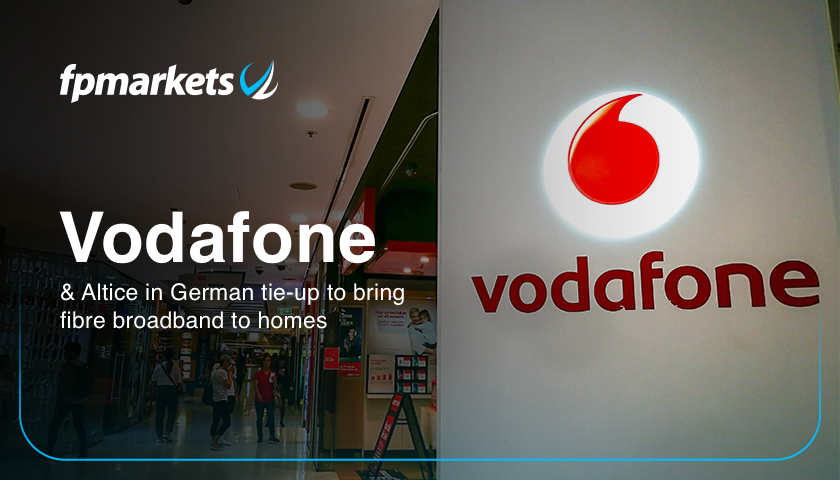 fpmarkets
Vodafone
& Altice in German tie-up to bring
fibre broadband to homes
vodafone